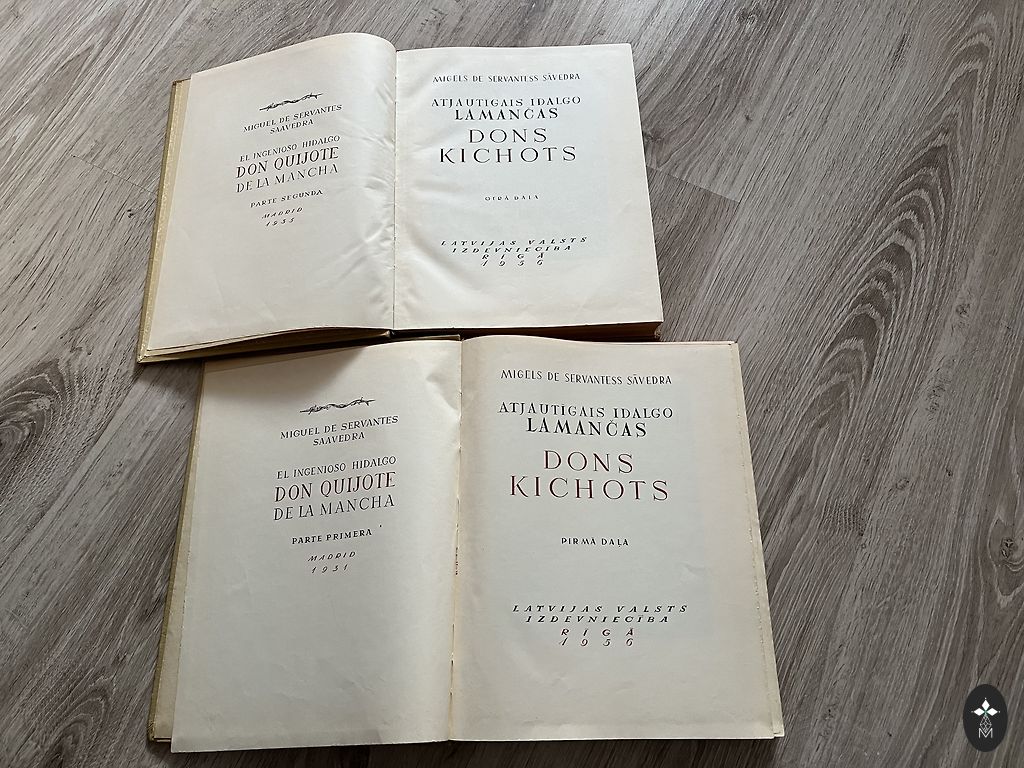 MIGUEL DE SERVANTES
SAAVEDRA
EL INGENIOSO HIDALGO
DON QUIJOTE
DE LA MANCHA
PARTE SEGUNDA
MADRID
1933
MIGELS DE SERVANTESS SĀVEDRA
ATJAUTĪGAIS IDALGO
LAMANČAS
DONS
KICHOTS
OTRĀ DAĻA
LATVIJAS VALSTS
IZDEVNIECĪBA
RĪGĀ
1956
MIGUEL DE SERVANTES
SAAVEDRA
EL INGENIOSO HIDALGO
DON QUIJOTE
DE LA MANCHA
PARTE PRIMERA
MADRID
1931
MIGELS DE SERVANTESS SĀVEDRA
ATJAUTĪGAIS IDALGO
LAMANČAS
DONS
KICHOTS
PIRMĀ DAĻA
LATVIJAS VALSTS
IZDEVNIECĪBA
RĪGĀ
1956
M